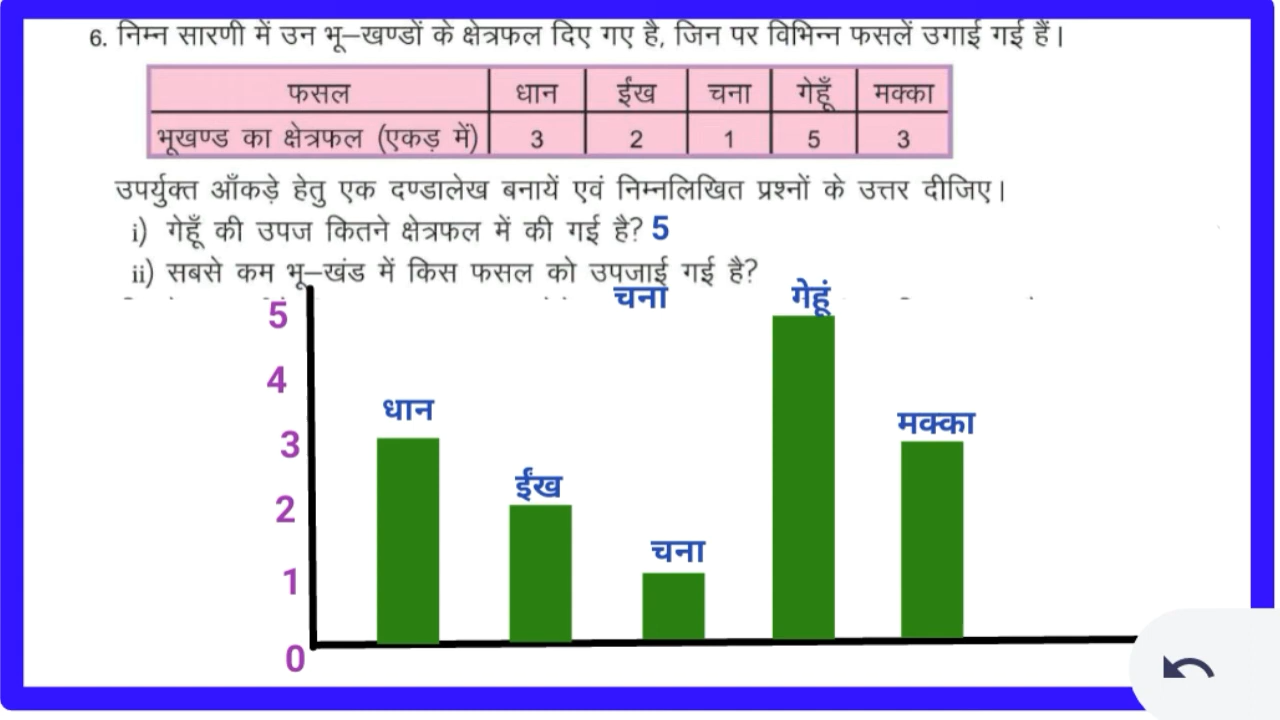 6. निम्न सारणी में उन भू–खण्डों के क्षेत्रफल दिए गए है, जिन पर विभिन्न फसलें उगाई गई हैं।
फसल धान ईंख चना गेहूँ मक्का
भूखण्ड का क्षेत्रफल (एकड़ में) 3 2 1 5 3
उपर्युक्त आँकड़े हेतु एक दण्डालेख बनायें एवं निम्नलिखित प्रश्नों के उत्तर दीजिए।
i) गेहूँ की उपज कितने क्षेत्रफल में की गई है? 5
ii) सबसे कम भू–खंड में किस फसल को उपजाई गई है?
चना गेहूं
5
4
धान मक्का
3
ईंख
2
चना
1
0